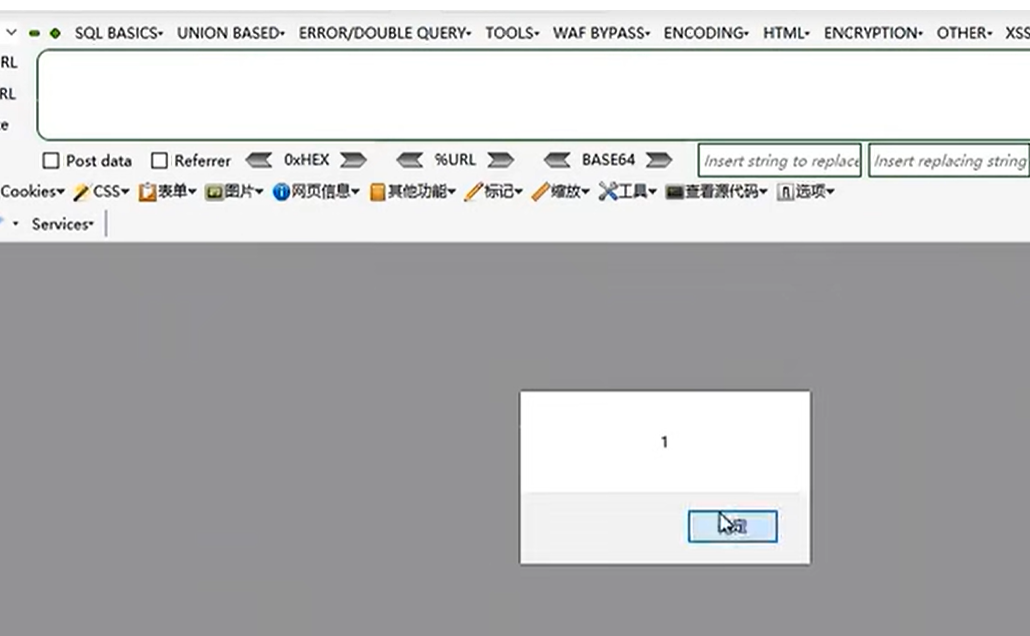 SQL BASICS UNION BASED ERROR/DOUBLE QUERY TOOLS WAF BYPASS ENCODING HTML ENCRYPTION OTHER XSS
RL
RL
e
Post data Referrer 0xHEX %URL BASE64 Insert string to replace Insert replacing string
Cookies CSS 表单 图片 网页信息 其他功能 标记 缩放 工具 查看源代码 选项
Services
1